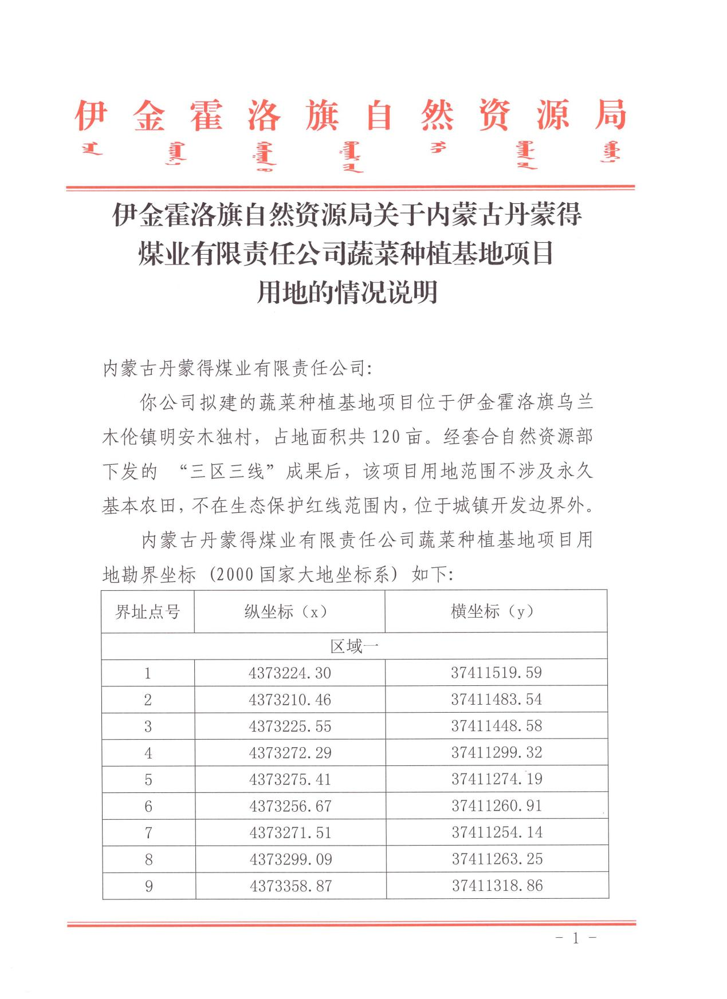 伊金霍洛旗自然资源局
伊金霍洛旗自然资源局关于内蒙古丹蒙得
煤业有限责任公司蔬菜种植基地项目
用地的情况说明
内蒙古丹蒙得煤业有限责任公司:
你公司拟建的蔬菜种植基地项目位于伊金霍洛旗乌兰
木伦镇明安木独村，占地面积共120亩。经套合自然资源部
下发的 “三区三线”成果后，该项目用地范围不涉及永久
基本农田，不在生态保护红线范围内，位于城镇开发边界外。
内蒙古丹蒙得煤业有限责任公司蔬菜种植基地项目用
地勘界坐标（2000国家大地坐标系）如下:
界址点号 纵坐标（x） 横坐标（y）
区域一
1 4373224.30 37411519.59
2 4373210.46 37411483.54
3 4373225.55 37411448.58
4 4373272.29 37411299.32
5 4373275.41 37411274.19
6 4373256.67 37411260.91
7 4373271.51 37411254.14
8 4373299.09 37411263.25
9 4373358.87 37411318.86
- 1 -